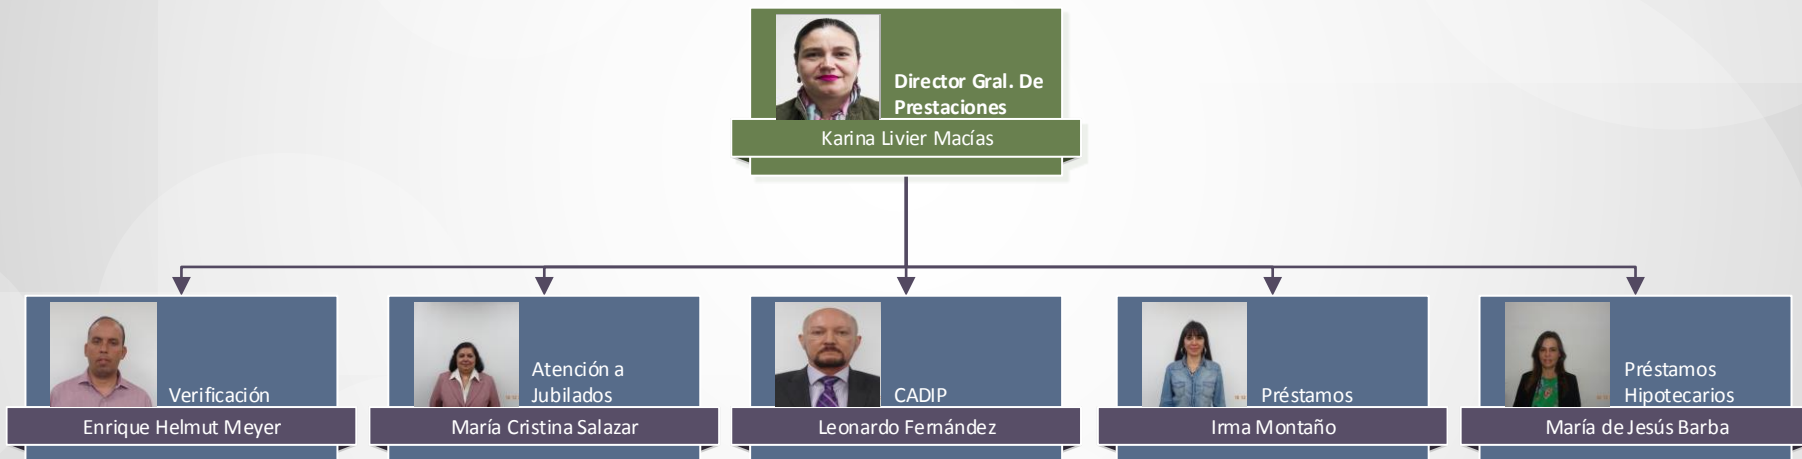 Director Gral. De
Prestaciones
Karina Livier Macías
Verificación
Enrique Helmut Meyer
Atención a
Jubilados
María Cristina Salazar
CADIP
Leonardo Fernández
Préstamos
Irma Montaño
Préstamos
Hipotecarios
María de Jesús Barba